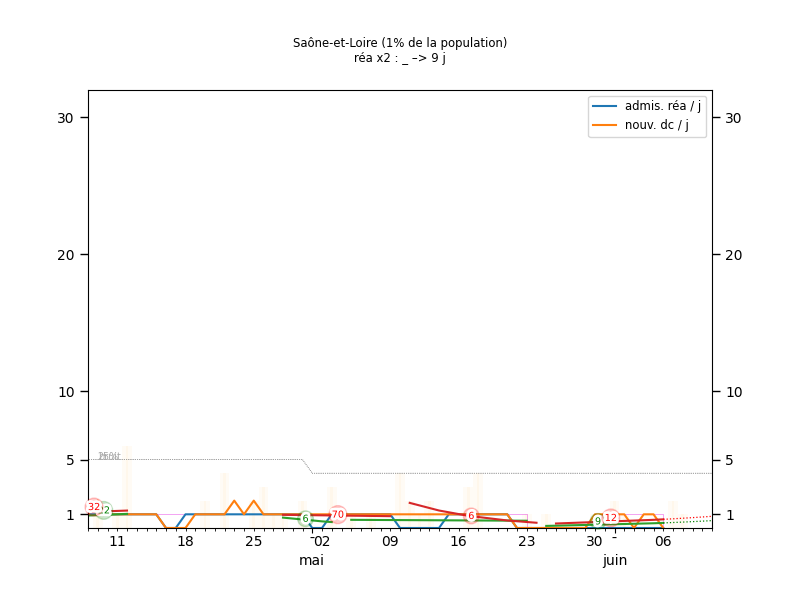 Saône-et-Loire (1% de la population)
réa x2 : _ –> 9 j
admis. réa / j
nouv. dc / j
30 30
20 20
10 10
5 5
1 1
32 2 6 70 6 9 12
11 18 25 02 09 16 23 30 06
mai juin